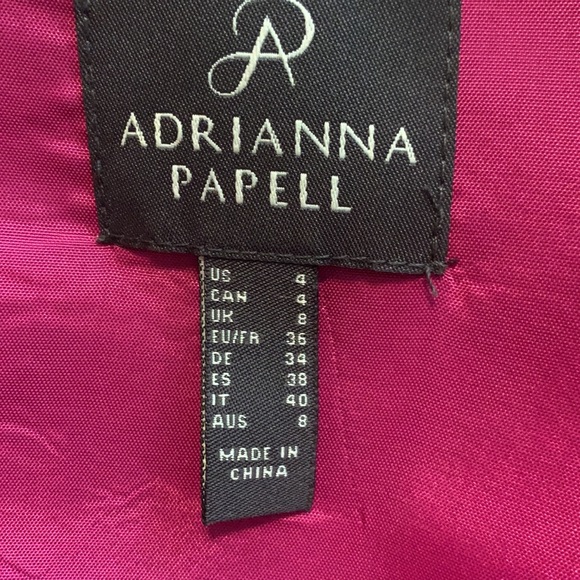 ADRIANNA
PAPELL
US 4
CAN 4
UK 8
EU/FR 36
DE 34
ES 38
IT 40
AUS 8
MADE IN
CHINA